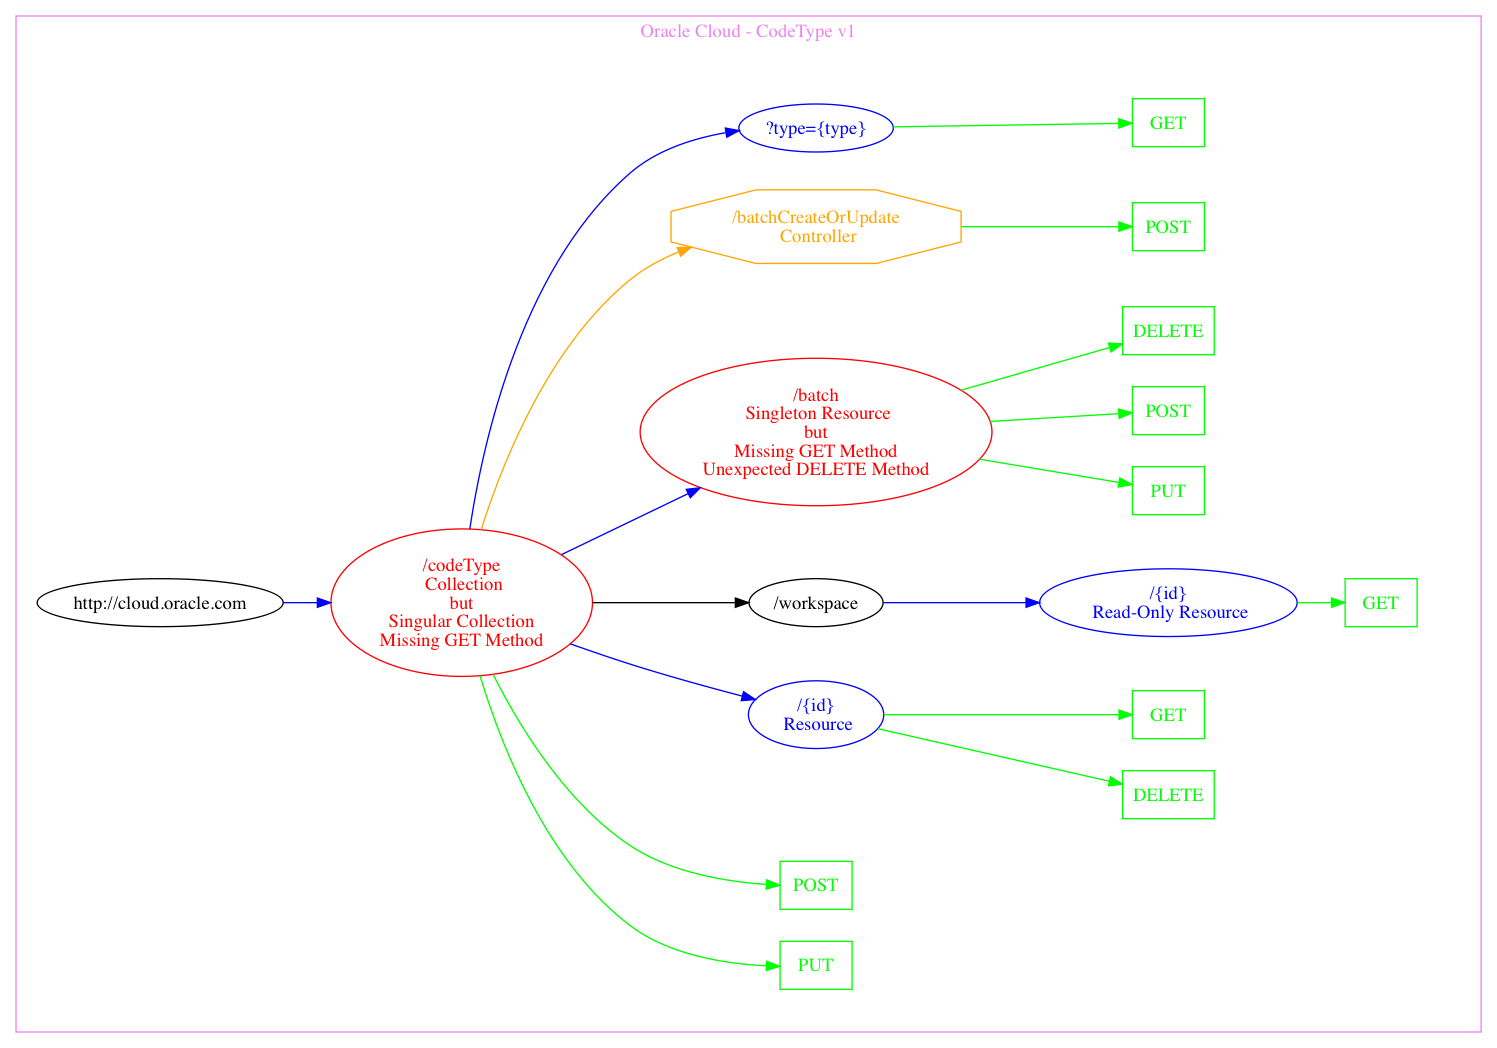 Oracle Cloud - CodeType v1
?type={type}
GET
/batchCreateOrUpdate
Controller
POST
DELETE
/batch
Singleton Resource
but
Missing GET Method
Unexpected DELETE Method
POST
PUT
http://cloud.oracle.com
/codeType
Collection
but
Singular Collection
Missing GET Method
/workspace
/{id}
Read-Only Resource
GET
/{id}
Resource
GET
DELETE
POST
PUT